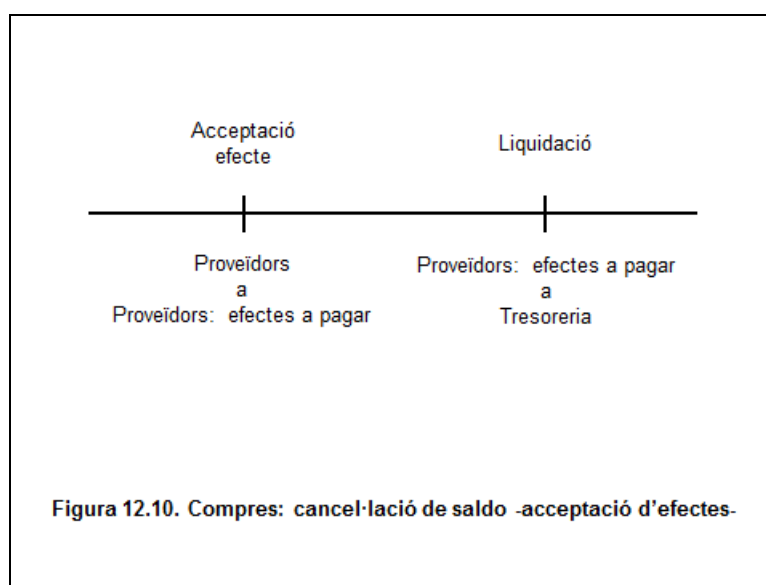 Acceptació
efecte
Liquidació
Proveïdors
a
Proveïdors: efectes a pagar
Proveïdors: efectes a pagar
a
Tresoreria
Figura 12.10. Compres: cancel·lació de saldo -acceptació d'efectes-